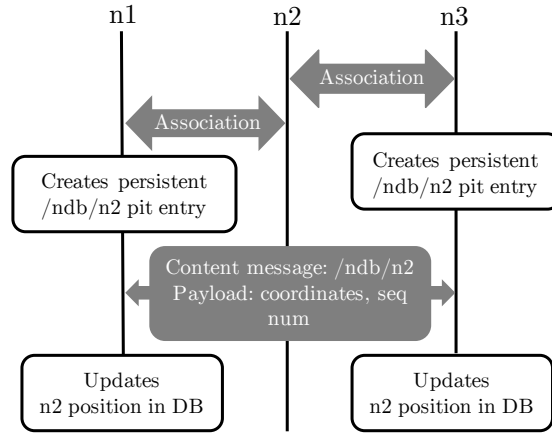 n1 n2 n3
Association
Association
Creates persistent
/ndb/n2 pit entry
Creates persistent
/ndb/n2 pit entry
Content message: /ndb/n2
Payload: coordinates, seq
num
Updates
n2 position in DB
Updates
n2 position in DB